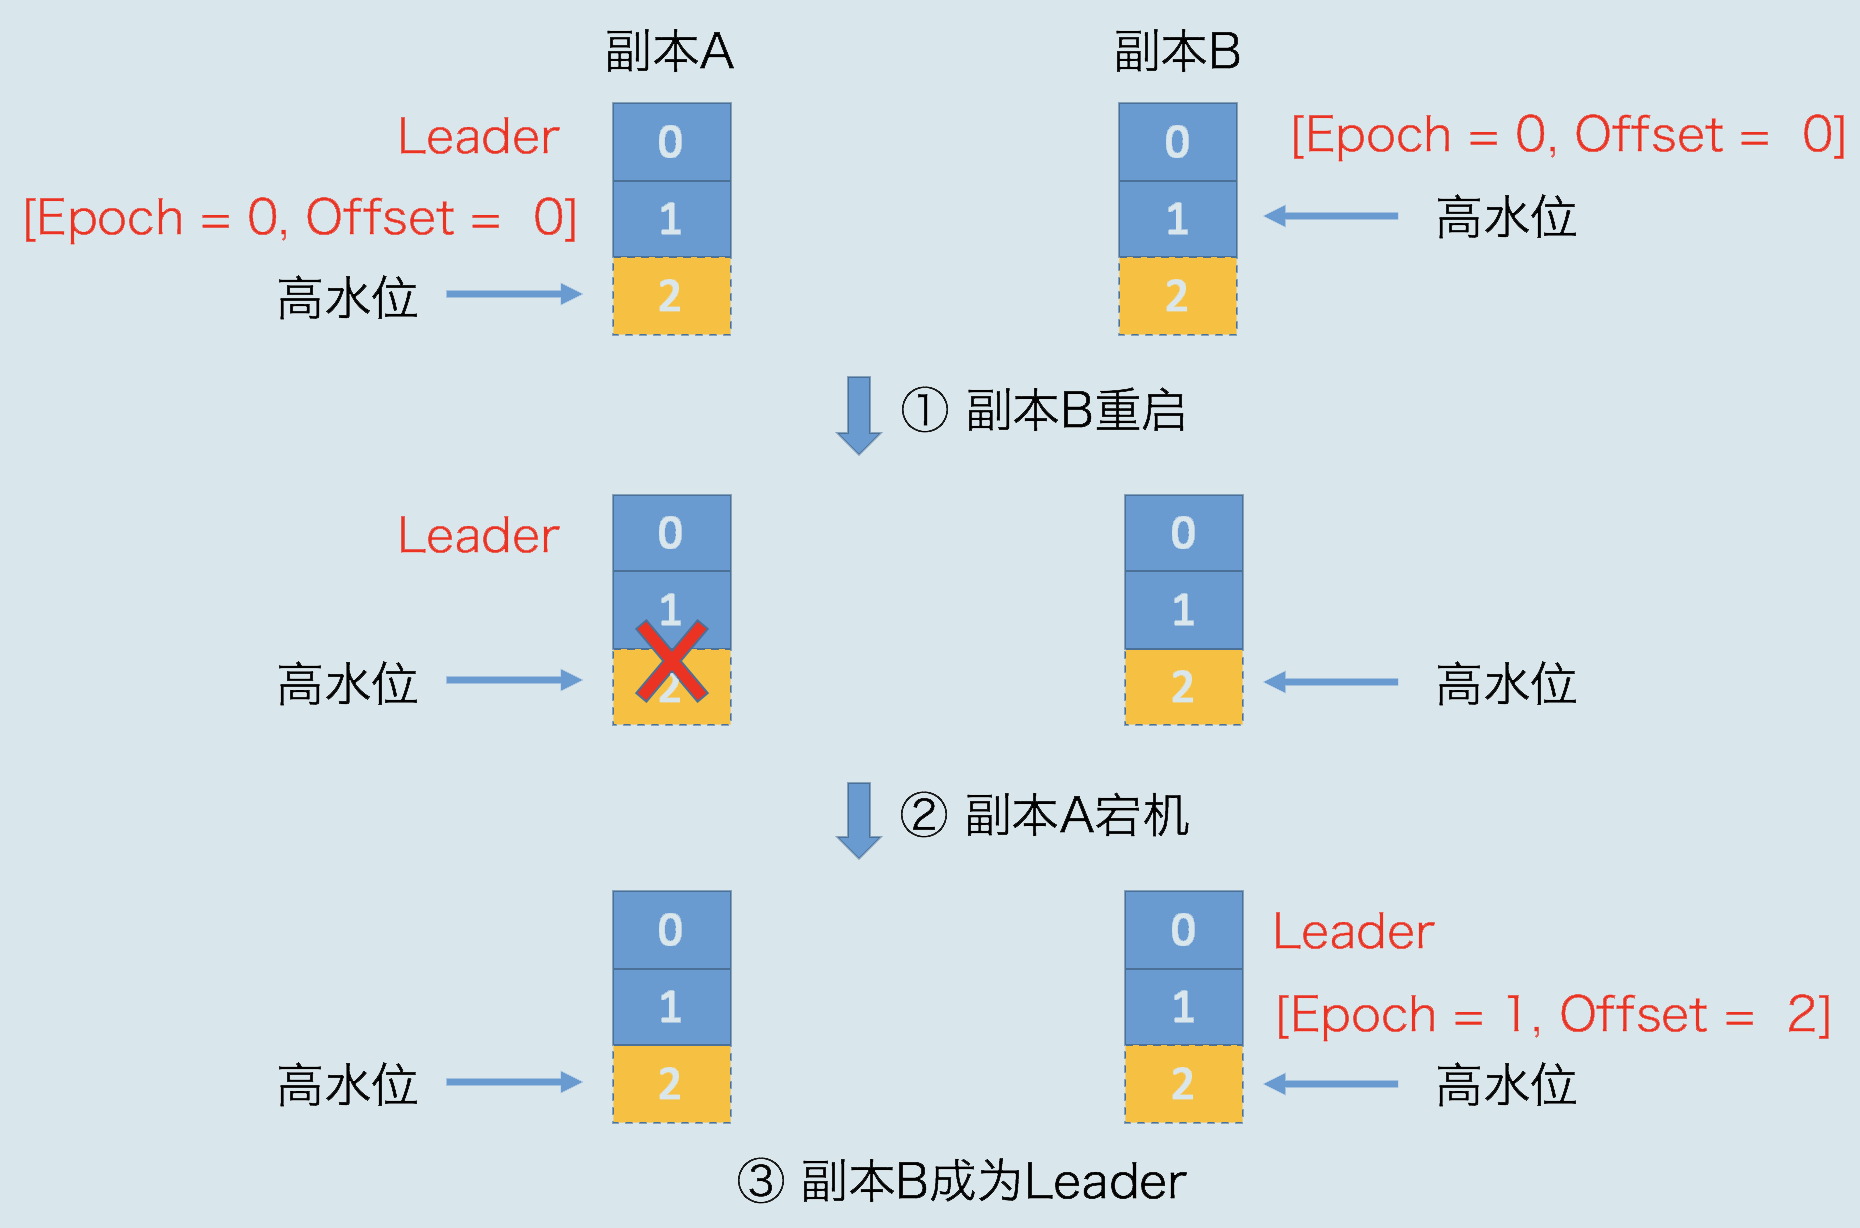 副本A
副本B
Leader
0
0
[Epoch = 0, Offset = 0]
[Epoch = 0, Offset = 0]
1
1
高水位
高水位
2
2
① 副本B重启
Leader
0
0
1
1
高水位
2
2
高水位
② 副本A宕机
0
0
Leader
1
1
[Epoch = 1, Offset = 2]
高水位
2
2
高水位
③ 副本B成为Leader